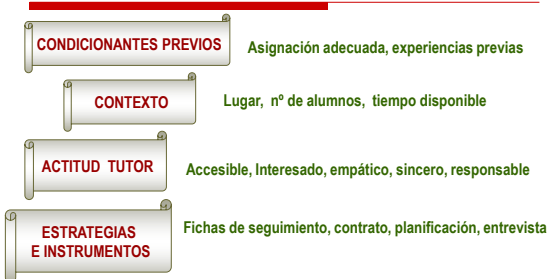 CONDICIONANTES PREVIOS
Asignación adecuada, experiencias previas
CONTEXTO
Lugar, nº de alumnos, tiempo disponible
ACTITUD TUTOR
Accesible, Interesado, empático, sincero, responsable
ESTRATEGIAS
E INSTRUMENTOS
Fichas de seguimiento, contrato, planificación, entrevista